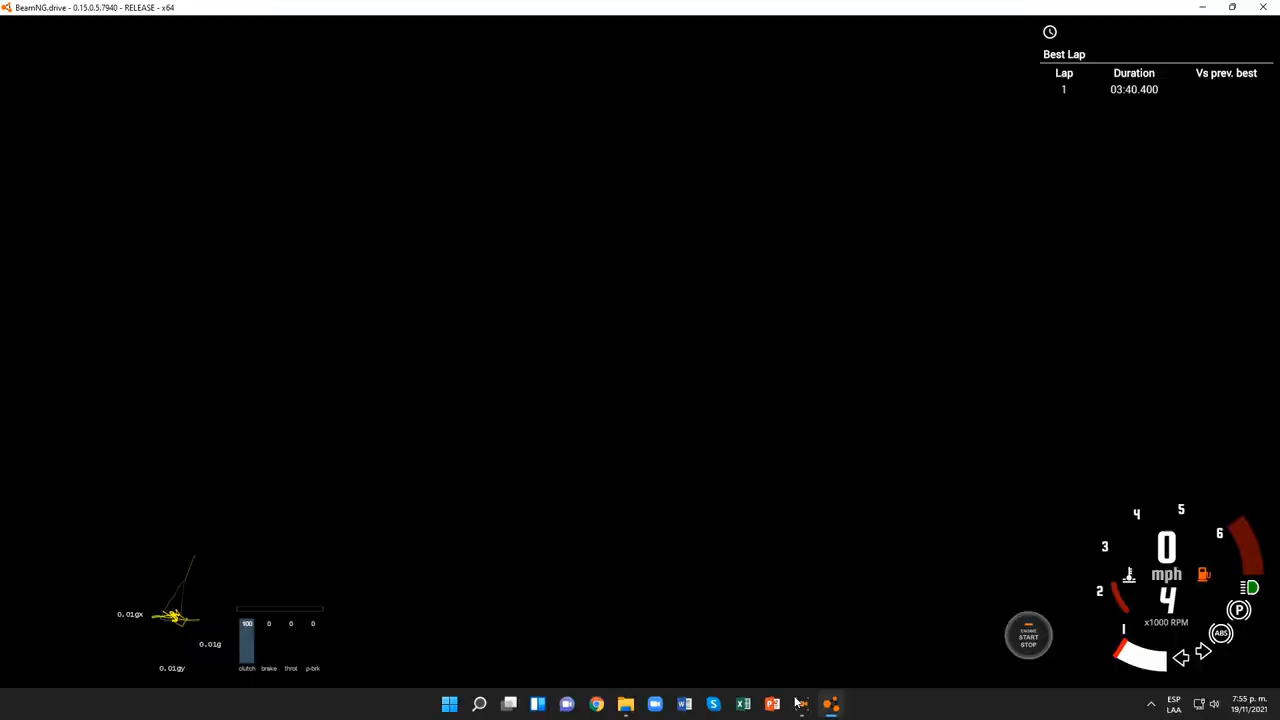 BeamNG.drive - 0.15.0.5.7940 - RELEASE - x64
Best Lap
Lap Duration Vs prev. best
1 03:40.400
5
4
6
3
0
mph
2
4
x1000 RPM
1
P
ABS
ENGINE
START
STOP
0.01gx
0.01g
0.01gy
100 0 0 0
clutch brake throt p-brk
ESP
LAA
7:55 p. m.
19/11/2021